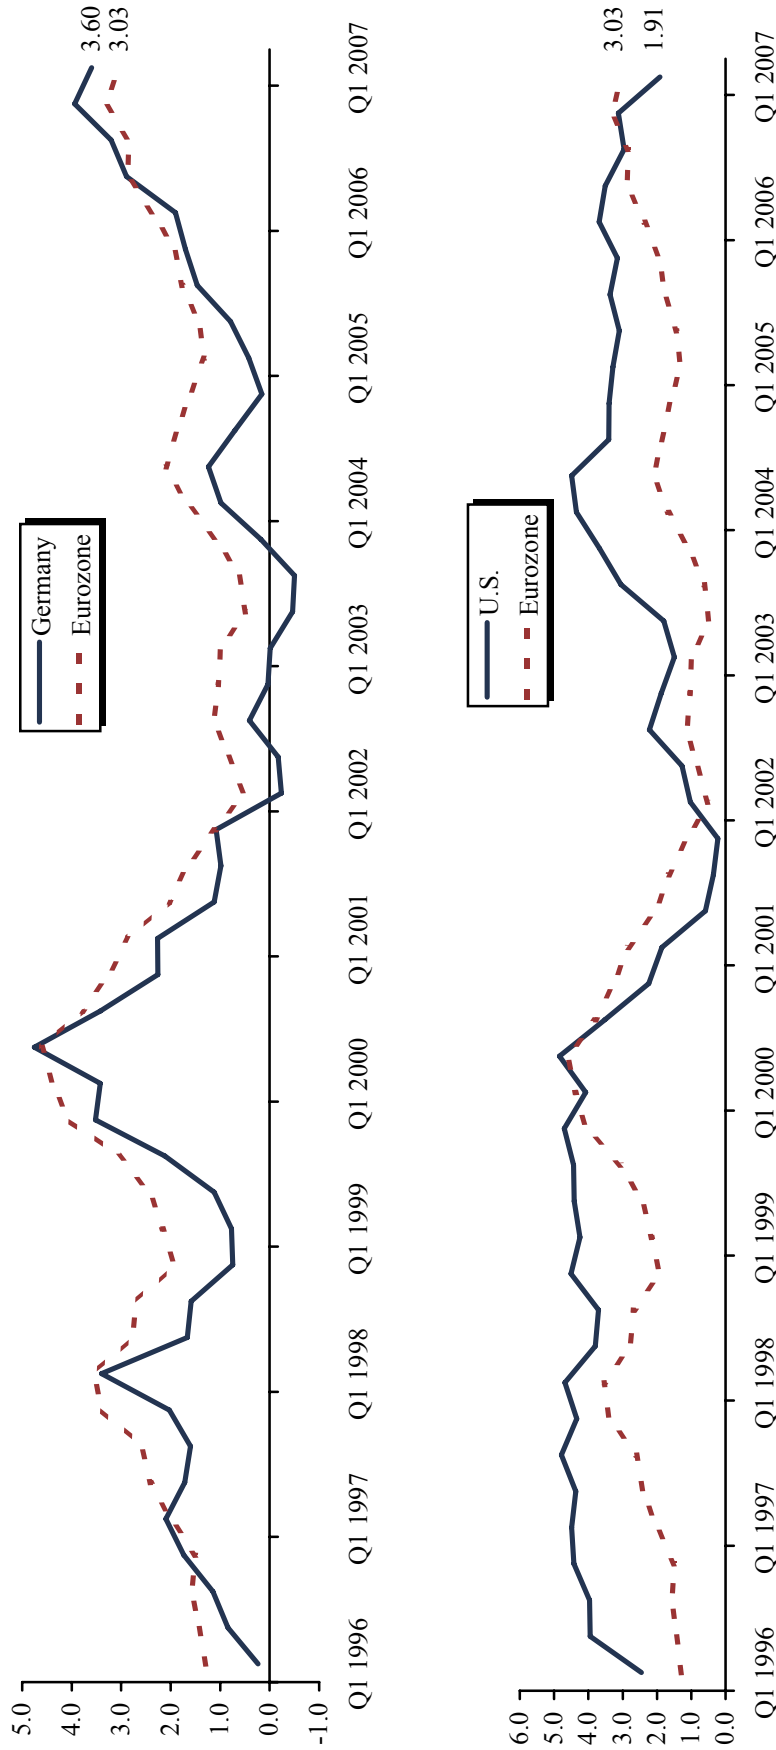 Germany
Eurozone
3.60
3.03
5.0
4.0
3.0
2.0
1.0
0.0
-1.0
Q1 1996
Q1 1997
Q1 1998
Q1 1999
Q1 2000
Q1 2001
Q1 2002
Q1 2003
Q1 2004
Q1 2005
Q1 2006
Q1 2007
U.S.
Eurozone
3.03
1.91
6.0
5.0
4.0
3.0
2.0
1.0
0.0
Q1 1996
Q1 1997
Q1 1998
Q1 1999
Q1 2000
Q1 2001
Q1 2002
Q1 2003
Q1 2004
Q1 2005
Q1 2006
Q1 2007